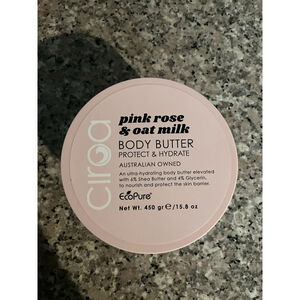 ciroa
pink rose
& oat milk
BODY BUTTER
PROTECT & HYDRATE
AUSTRALIAN OWNED
An ultra-hydrating body butter elevated
with 6% Shea Butter and 4% Glycerin,
to nourish and protect the skin barrier.
EcoPure®
Net Wt. 450 gr ℮ /15.8 oz